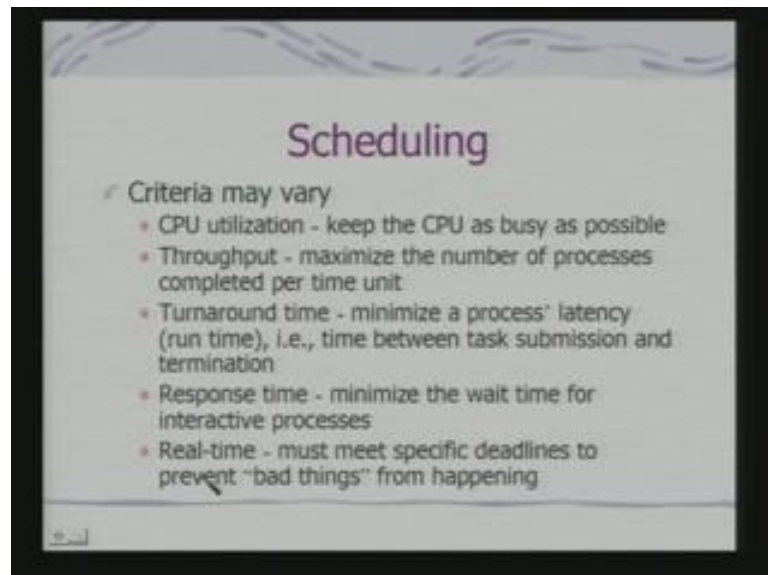 Scheduling
Criteria may vary
• CPU utilization - keep the CPU as busy as possible
• Throughput - maximize the number of processes
completed per time unit
• Turnaround time - minimize a process' latency
(run time), i.e., time between task submission and
termination
• Response time - minimize the wait time for
interactive processes
• Real-time - must meet specific deadlines to
prevent "bad things" from happening